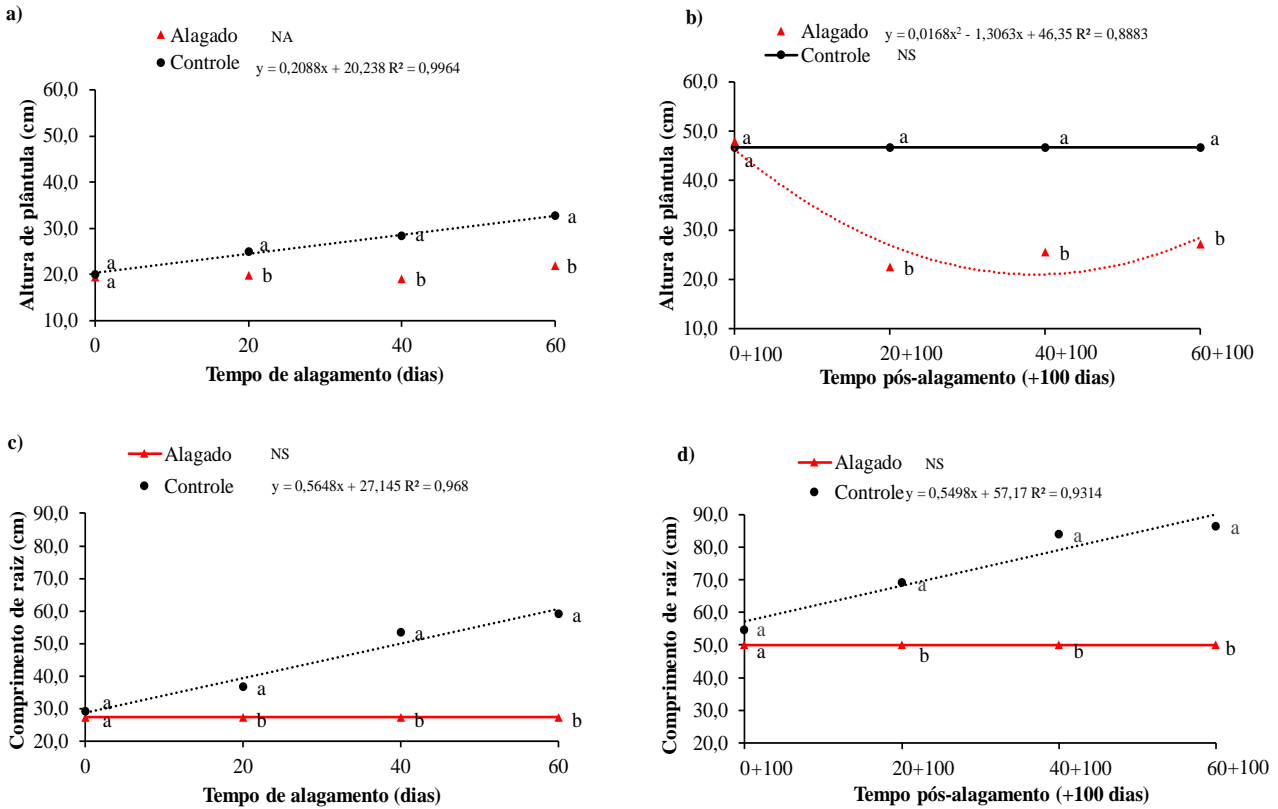 a)
Alagado NA
Controle y = 0,2088x + 20,238 R² = 0,9964
Altura de plântula (cm)
60,0
50,0
40,0
30,0
20,0
10,0
a
a
a
b
a
b
a
b
0 20 40 60
Tempo de alagamento (dias)
b)
Alagado y = 0,0168x² - 1,3063x + 46,35 R² = 0,8883
Controle NS
Altura de plântula (cm)
60,0
50,0
40,0
30,0
20,0
10,0
a
a
a
b
a
b
a
b
0+100 20+100 40+100 60+100
Tempo pós-alagamento (+100 dias)
c)
Alagado NS
Controle y = 0,5648x + 27,145 R² = 0,968
Comprimento de raiz (cm)
90,0
80,0
70,0
60,0
50,0
40,0
30,0
20,0
a
a
a
b
a
b
a
b
0 20 40 60
Tempo de alagamento (dias)
d)
Alagado NS
Controle y = 0,5498x + 57,17 R² = 0,9314
Comprimento de raiz (cm)
90,0
80,0
70,0
60,0
50,0
40,0
30,0
20,0
a
a
a
b
a
b
a
b
0+100 20+100 40+100 60+100
Tempo pós-alagamento (+100 dias)